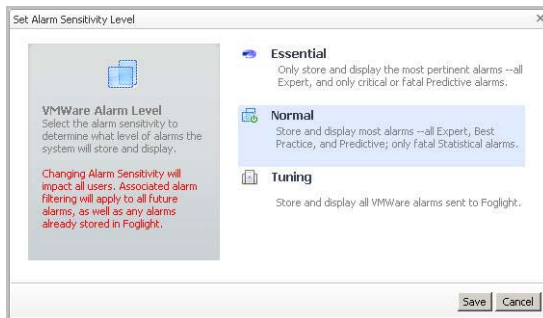 Set Alarm Sensitivity Level
x
VMWare Alarm Level
Select the alarm sensitivity to
determine what level of alarms the
system will store and display.
Changing Alarm Sensitivity will
impact all users. Associated alarm
filtering will apply to all future
alarms, as well as any alarms
already stored in Foglight.
Essential
Only store and display the most pertinent alarms --all
Expert, and only critical or fatal Predictive alarms.
Normal
Store and display most alarms --all Expert, Best
Practice, and Predictive; only fatal Statistical alarms.
Tuning
Store and display all VMWare alarms sent to Foglight.
Save Cancel